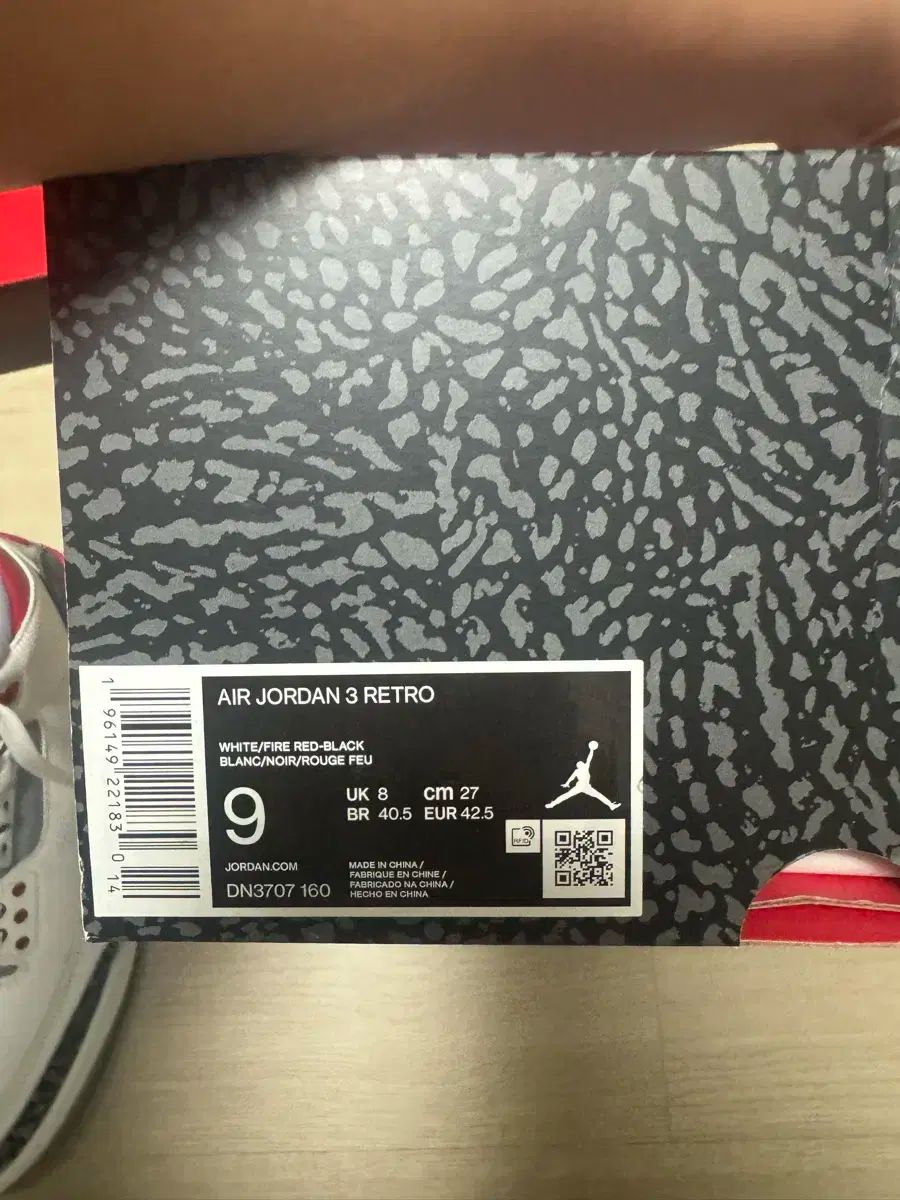 AIR JORDAN 3 RETRO
WHITE/FIRE RED-BLACK
BLANC/NOIR/ROUGE FEU
9
UK 8 cm 27
BR 40.5 EUR 42.5
RFID
JORDAN.COM
DN3707 160
MADE IN CHINA /
FABRIQUE EN CHINE /
FABRICADO NA CHINA /
HECHO EN CHINA
1 96149 22183 0 14